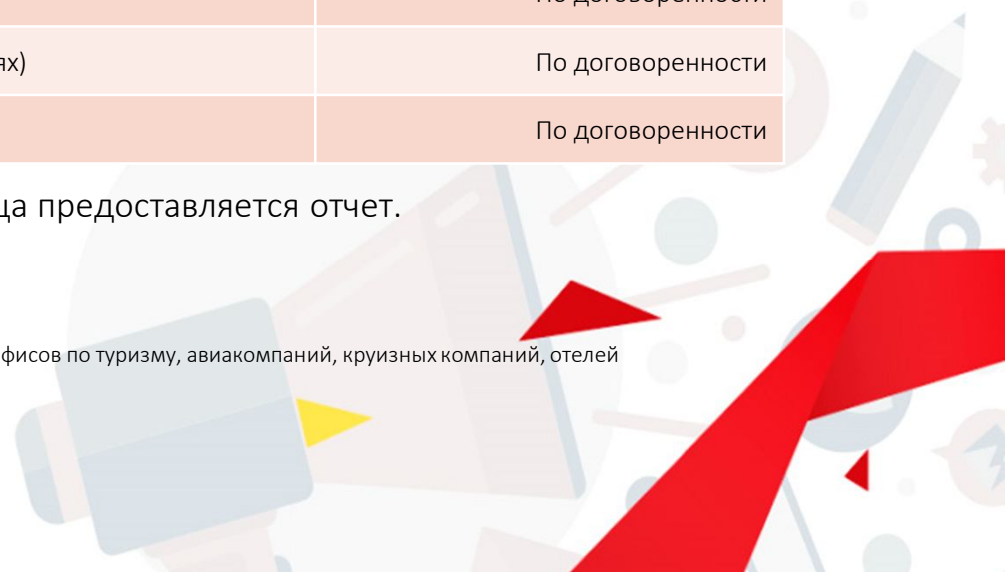 По договоренности
ях)	По договоренности
По договоренности
ца предоставляется отчет.
фисов по туризму, авиакомпаний, круизных компаний, отелей